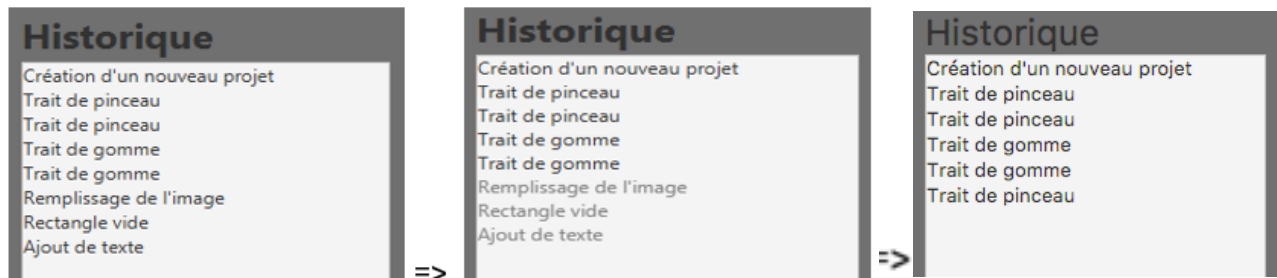 Historique
Création d'un nouveau projet
Trait de pinceau
Trait de pinceau
Trait de gomme
Trait de gomme
Remplissage de l'image
Rectangle vide
Ajout de texte
=>
Historique
Création d'un nouveau projet
Trait de pinceau
Trait de pinceau
Trait de gomme
Trait de gomme
Remplissage de l'image
Rectangle vide
Ajout de texte
=>
Historique
Création d'un nouveau projet
Trait de pinceau
Trait de pinceau
Trait de gomme
Trait de gomme
Trait de pinceau